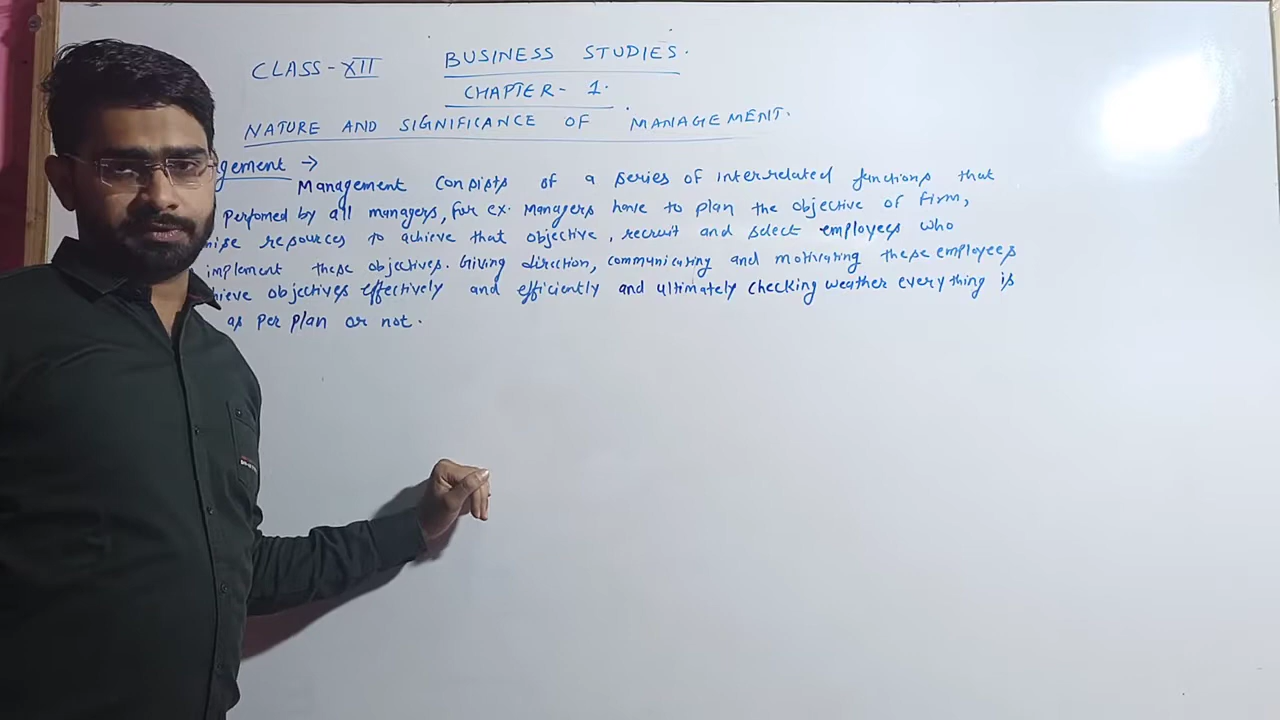 CLASS-XII BUSINESS STUDIES.
CHAPTER- 1.
NATURE AND SIGNIFICANCE OF MANAGEMENT.
gement →
Management consists of a series of interrelated functions that
Perfomed by all managers, for ex. Managers have to plan the objective of firm,
nise resources to achieve that objective, recruit and select employees who
implement these objectives. Giving direction, communicating and motivating these employees
hieve objectives effectively and efficiently and ultimately checking weather every thing is
as per plan or not.